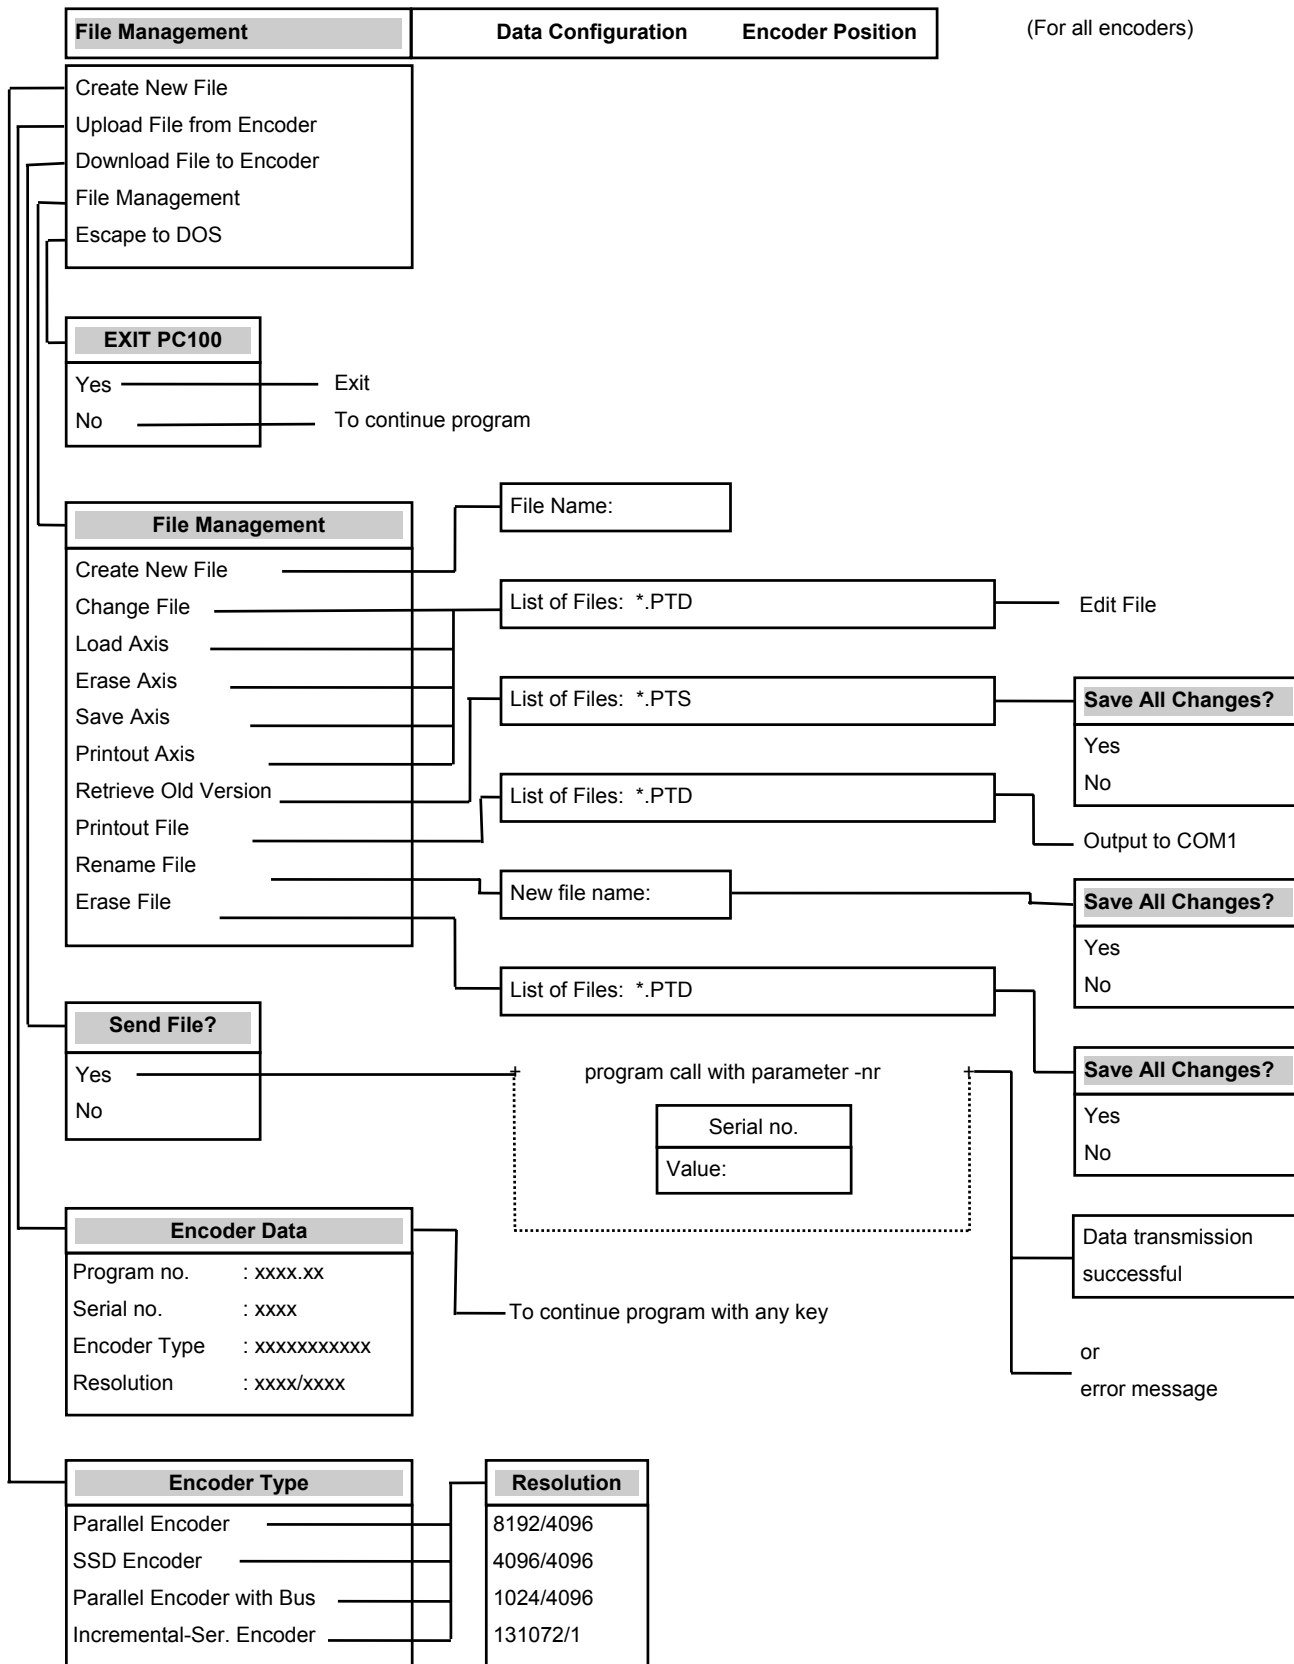 File Management Data Configuration Encoder Position (For all encoders)
Create New File
Upload File from Encoder
Download File to Encoder
File Management
Escape to DOS
EXIT PC100
Yes Exit
No To continue program
File Name:
File Management
Create New File
Change File
Load Axis
Erase Axis
Save Axis
Printout Axis
Retrieve Old Version
Printout File
Rename File
Erase File
List of Files: *.PTD
Edit File
List of Files: *.PTS
Save All Changes?
Yes
No
List of Files: *.PTD
Output to COM1
New file name:
Save All Changes?
Yes
No
List of Files: *.PTD
Save All Changes?
Yes
No
Send File?
Yes
No
program call with parameter -nr
Serial no.
Value:
Data transmission
successful
or
error message
Encoder Data
Program no. : xxxx.xx
Serial no. : xxxx
Encoder Type : xxxxxxxxxxx
Resolution : xxxx/xxxx
To continue program with any key
Encoder Type
Parallel Encoder
SSD Encoder
Parallel Encoder with Bus
Incremental-Ser. Encoder
Resolution
8192/4096
4096/4096
1024/4096
131072/1